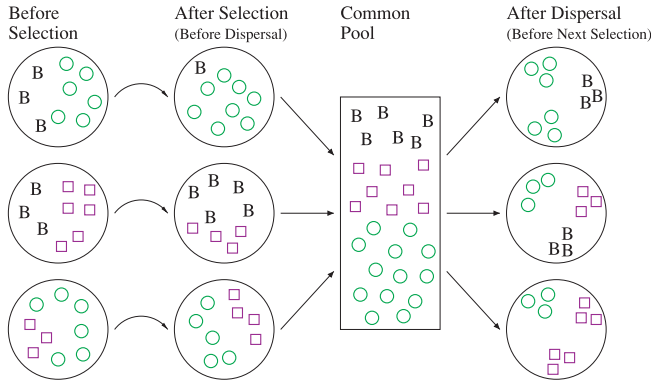 Before
Selection
After Selection
(Before Dispersal)
Common
Pool
After Dispersal
(Before Next Selection)
B
B
B
B
B B B
B B B
B
B B
B
B
B
B B B
B B
B
B B